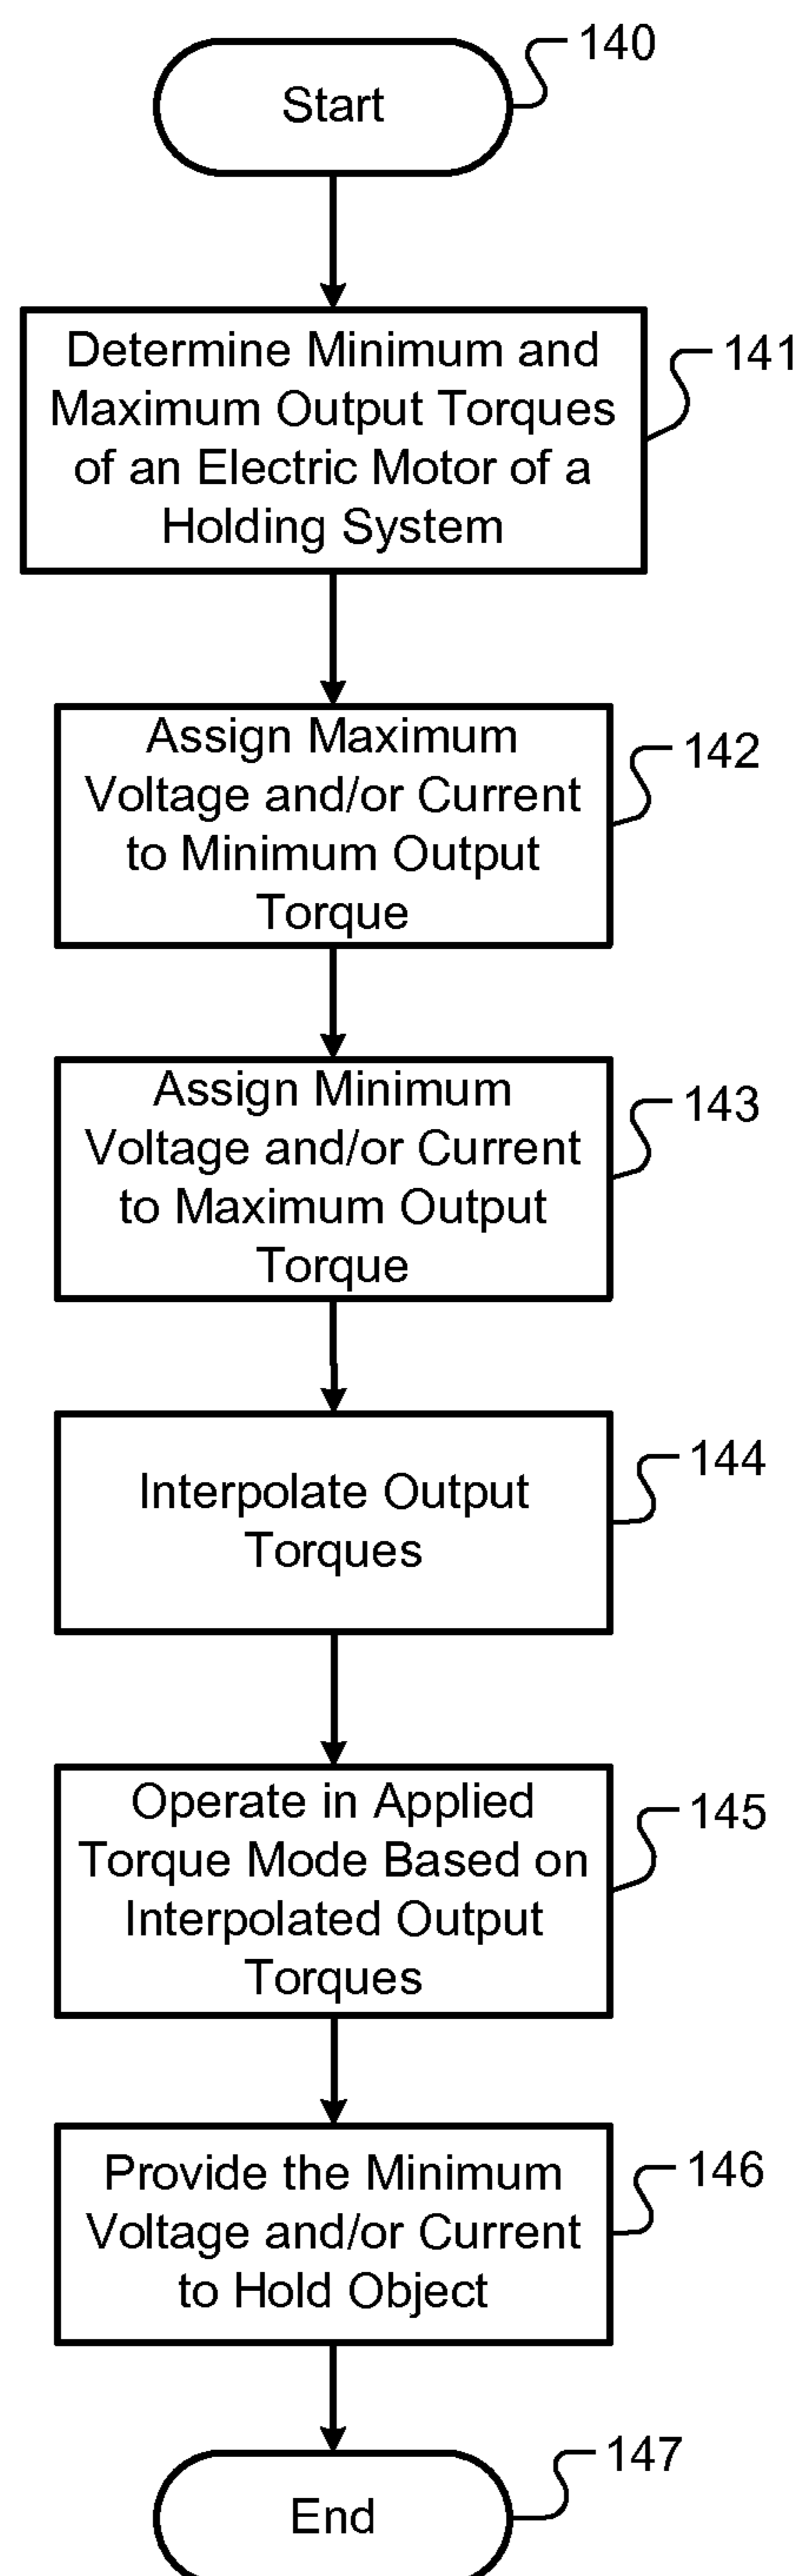 140
Start
141
Determine Minimum and
Maximum Output Torques
of an Electric Motor of a
Holding System
142
Assign Maximum
Voltage and/or Current
to Minimum Output
Torque
143
Assign Minimum
Voltage and/or Current
to Maximum Output
Torque
144
Interpolate Output
Torques
145
Operate in Applied
Torque Mode Based on
Interpolated Output
Torques
146
Provide the Minimum
Voltage and/or Current
to Hold Object
147
End